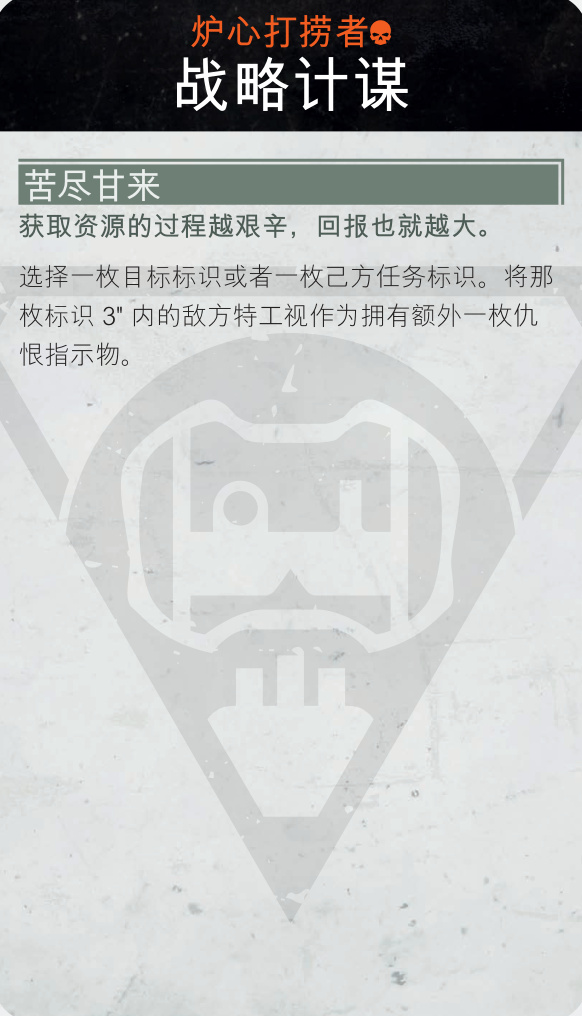 炉心打捞者
战略计谋
苦尽甘来
获取资源的过程越艰辛，回报也就越大。
选择一枚目标标识或者一枚己方任务标识。将那
枚标识 3" 内的敌方特工视作为拥有额外一枚仇
恨指示物。